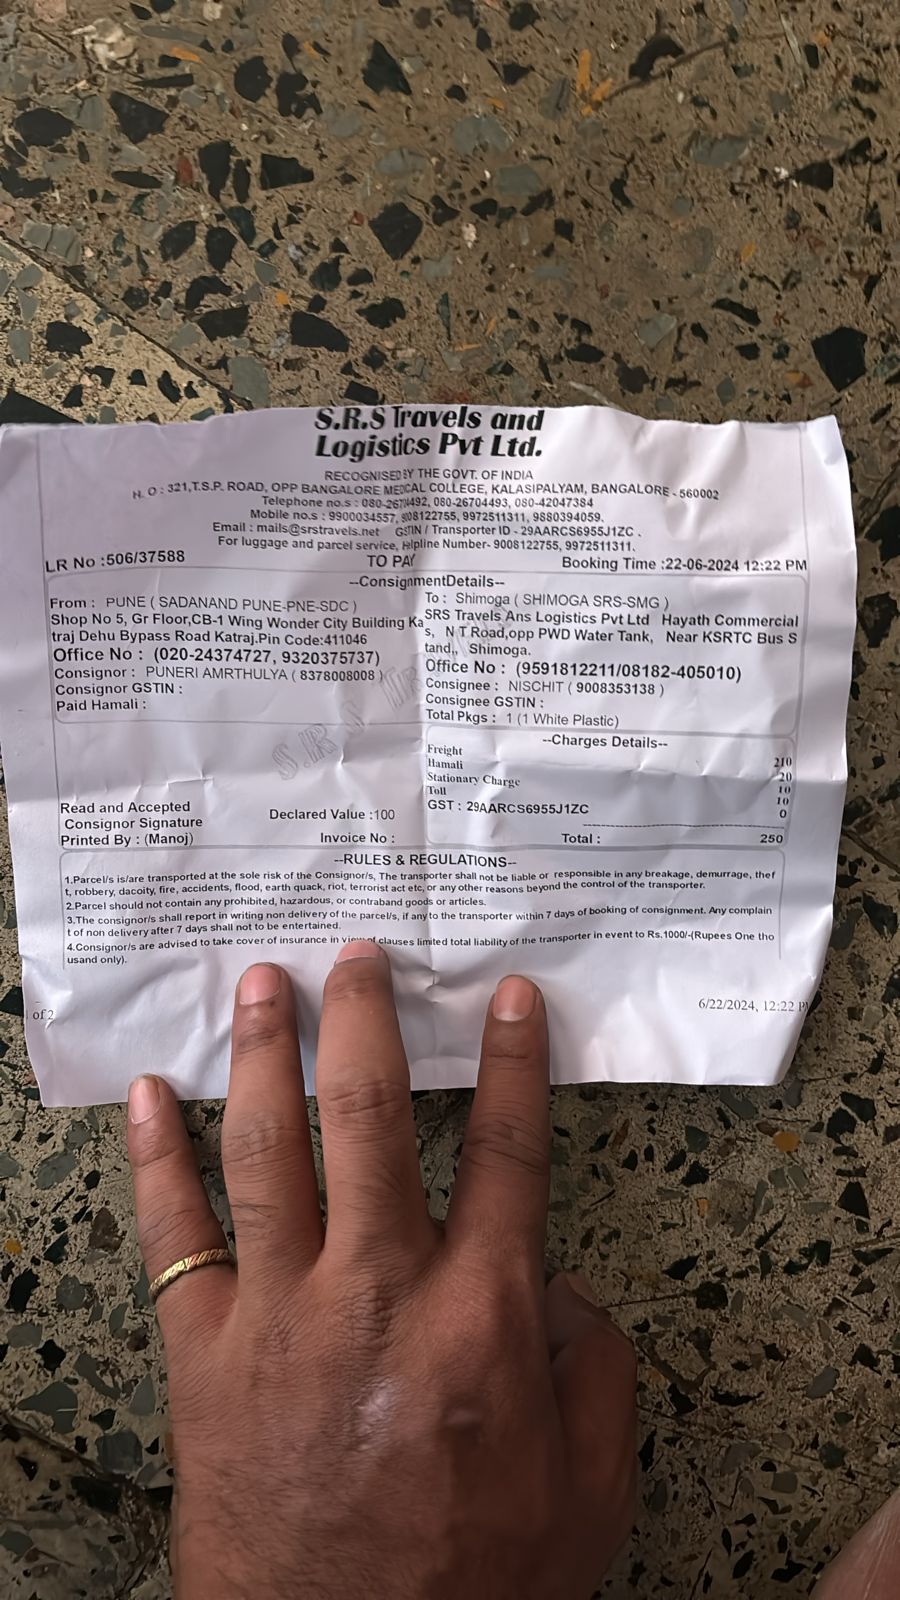 S.R.S Travels and
Logistics Pvt Ltd.
RECOGNISED BY THE GOVT. OF INDIA
H. O : 321,T.S.P. ROAD, OPP BANGALORE MEDICAL COLLEGE, KALASIPALYAM, BANGALORE - 560002
Telephone no.s : 080-26704492, 080-26704493, 080-42047384
Mobile no.s : 9900034557, 9008122755, 9972511311, 9880394059.
Email : mails@srstravels.net GSTIN / Transporter ID - 29AARCS6955J1ZC .
For luggage and parcel service, Helpline Number- 9008122755, 9972511311.
LR No :506/37588 TO PAY Booking Time :22-06-2024 12:22 PM
--ConsignmentDetails--
From : PUNE ( SADANAND PUNE-PNE-SDC )
Shop No 5, Gr Floor,CB-1 Wing Wonder City Building Ka
traj Dehu Bypass Road Katraj.Pin Code:411046
Office No : (020-24374727, 9320375737)
Consignor : PUNERI AMRTHULYA ( 8378008008 )
Consignor GSTIN :
Paid Hamali :
To : Shimoga ( SHIMOGA SRS-SMG )
SRS Travels Ans Logistics Pvt Ltd Hayath Commercial
s, N T Road,opp PWD Water Tank, Near KSRTC Bus S
tand,. Shimoga.
Office No : (9591812211/08182-405010)
Consignee : NISCHIT ( 9008353138 )
Consignee GSTIN :
Total Pkgs : 1 (1 White Plastic)
S.R.S
--Charges Details--
Freight 210
Hamali 20
Stationary Charge 10
Toll 10
GST : 29AARCS6955J1ZC 0
Total : 250
Read and Accepted
Consignor Signature
Printed By : (Manoj)
Declared Value :100
Invoice No :
--RULES & REGULATIONS--
1.Parcel/s is/are transported at the sole risk of the Consignor/s, The transporter shall not be liable or responsible in any breakage, demurrage, thef
t, robbery, dacoity, fire, accidents, flood, earth quack, riot, terrorist act etc, or any other reasons beyond the control of the transporter.
2.Parcel should not contain any prohibited, hazardous, or contraband goods or articles.
3.The consignor/s shall report in writing non delivery of the parcel/s, if any to the transporter within 7 days of booking of consignment. Any complain
t of non delivery after 7 days shall not to be entertained.
4.Consignor/s are advised to take cover of insurance in view of clauses limited total liability of the transporter in event to Rs.1000/-(Rupees One tho
usand only).
of 2 6/22/2024, 12:22 PM